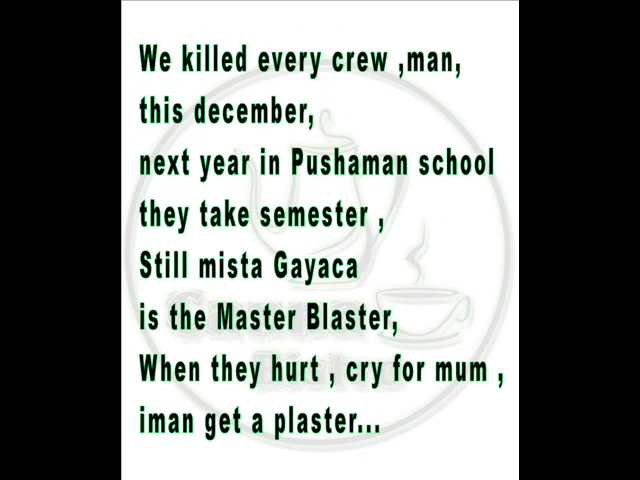 We killed every crew ,man,
this december,
next year in Pushaman school
they take semester ,
Still mista Gayaca
is the Master Blaster,
When they hurt , cry for mum ,
iman get a plaster...